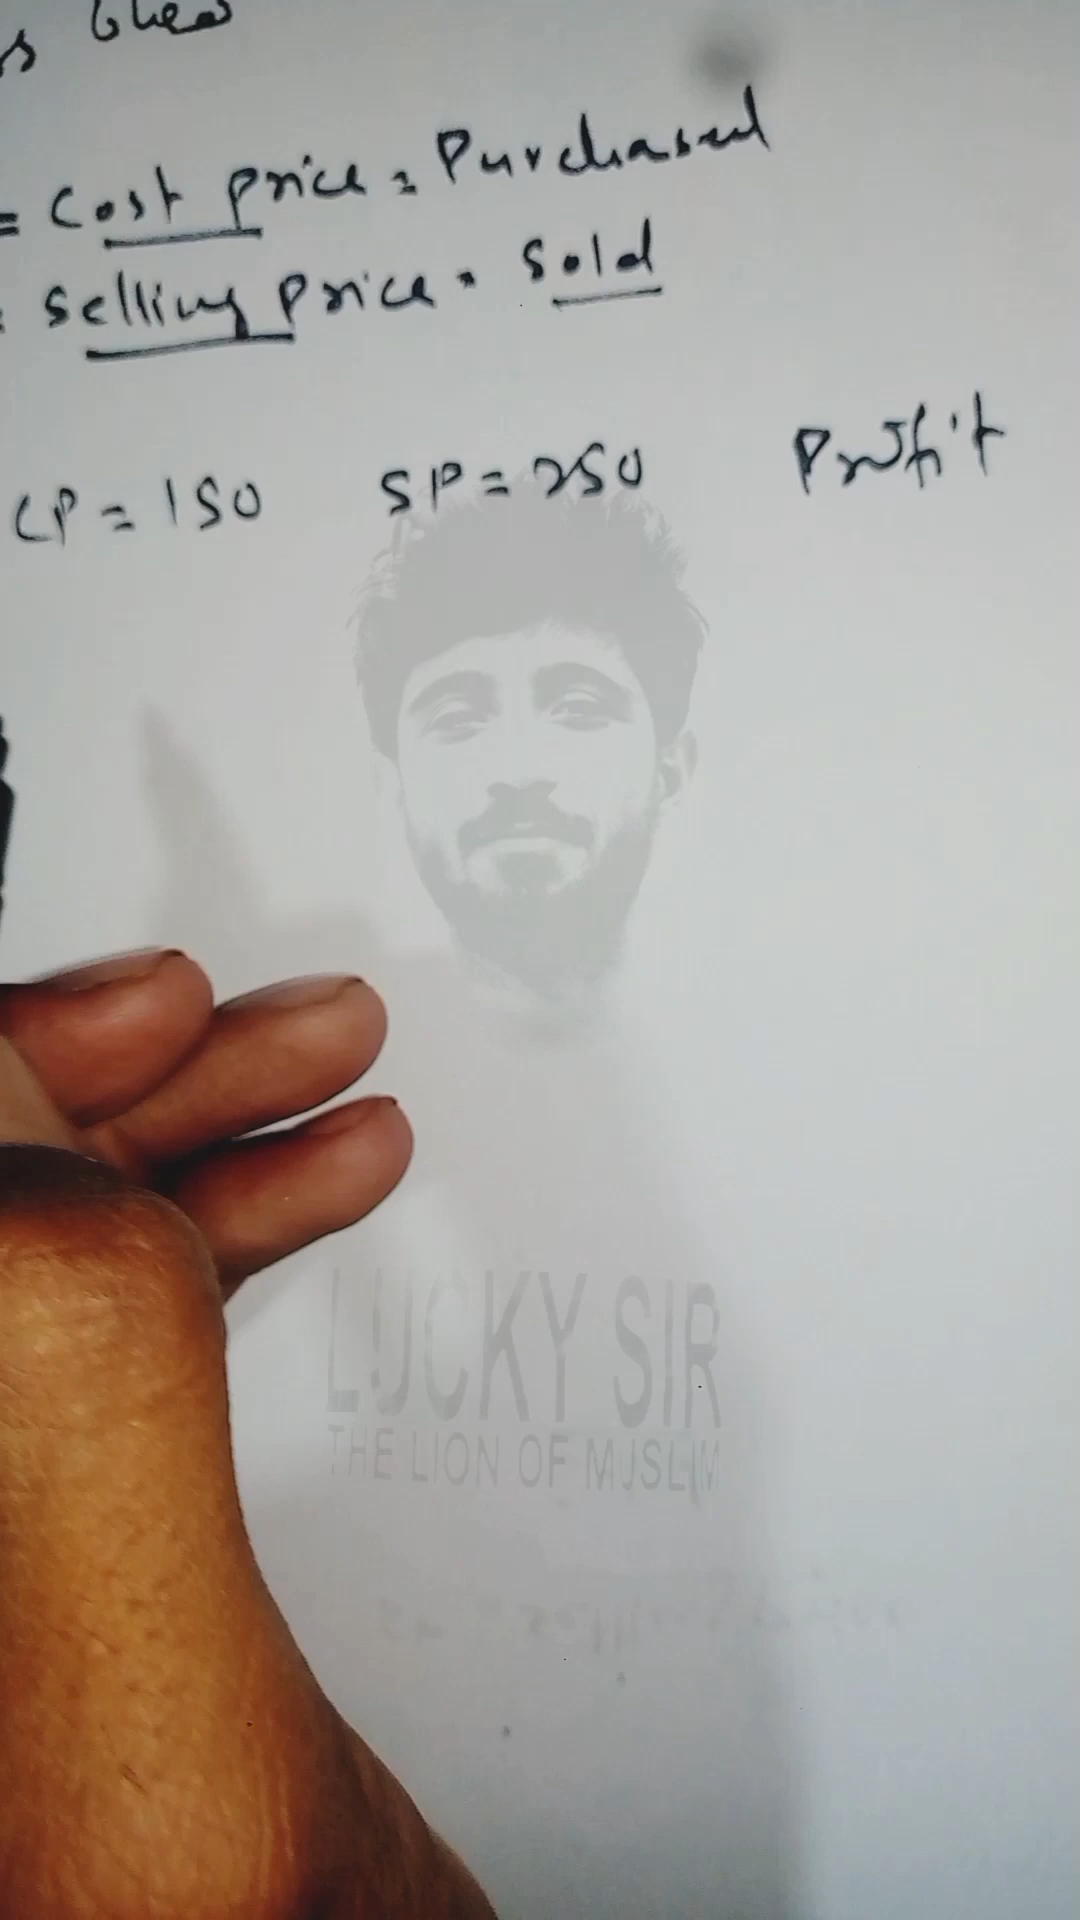 = Cost price = Purchased
= Selling price = Sold
CP = 150 SP = 250 Profit
LUCKY SIR
THE LION OF MUSLIM